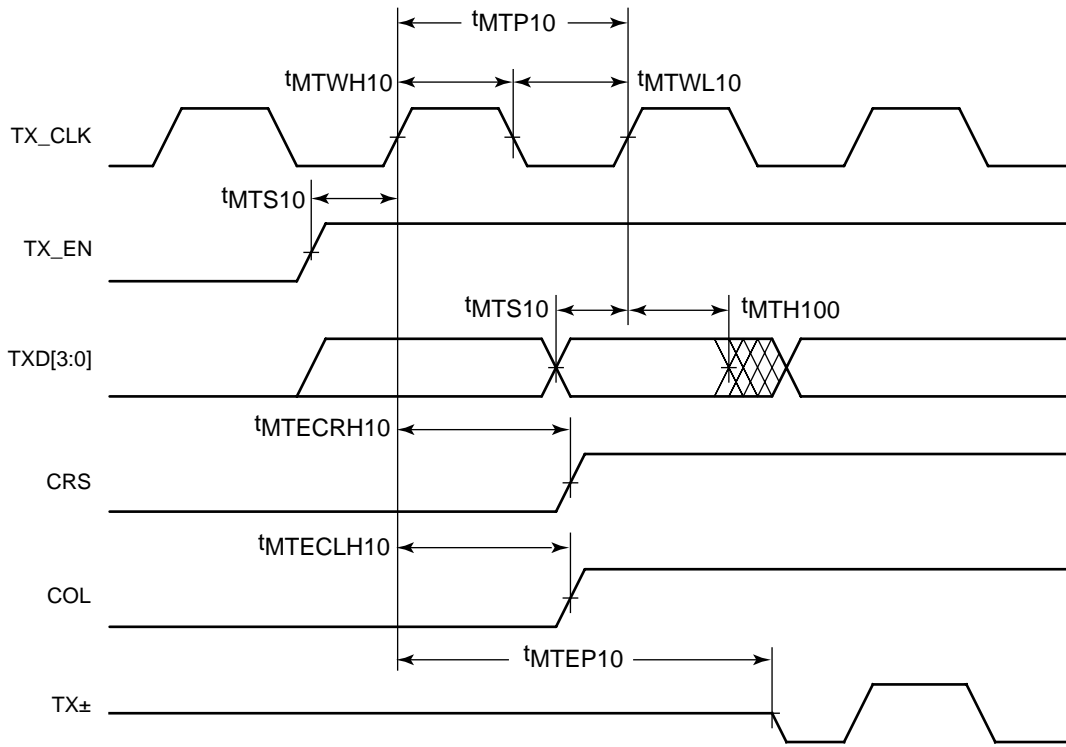 tMTP10
tMTWH10
tMTWL10
TX_CLK
tMTS10
TX_EN
tMTS10
tMTH100
TXD[3:0]
tMTECRH10
CRS
tMTECLH10
COL
tMTEP10
TX±